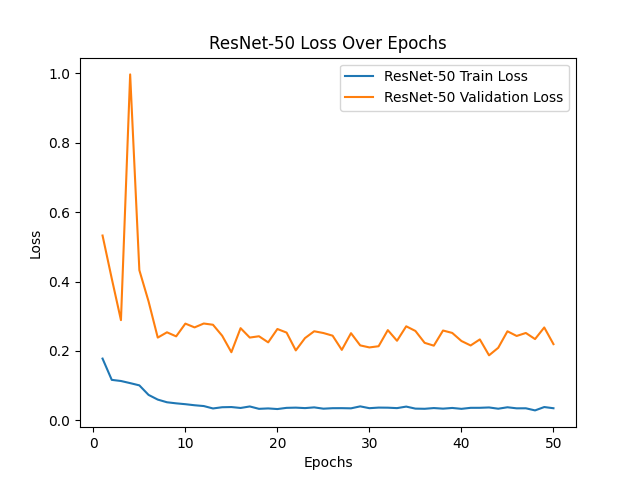 ResNet-50 Loss Over Epochs
ResNet-50 Train Loss
ResNet-50 Validation Loss
1.0
0.8
0.6
0.4
0.2
0.0
Loss
0 10 20 30 40 50
Epochs